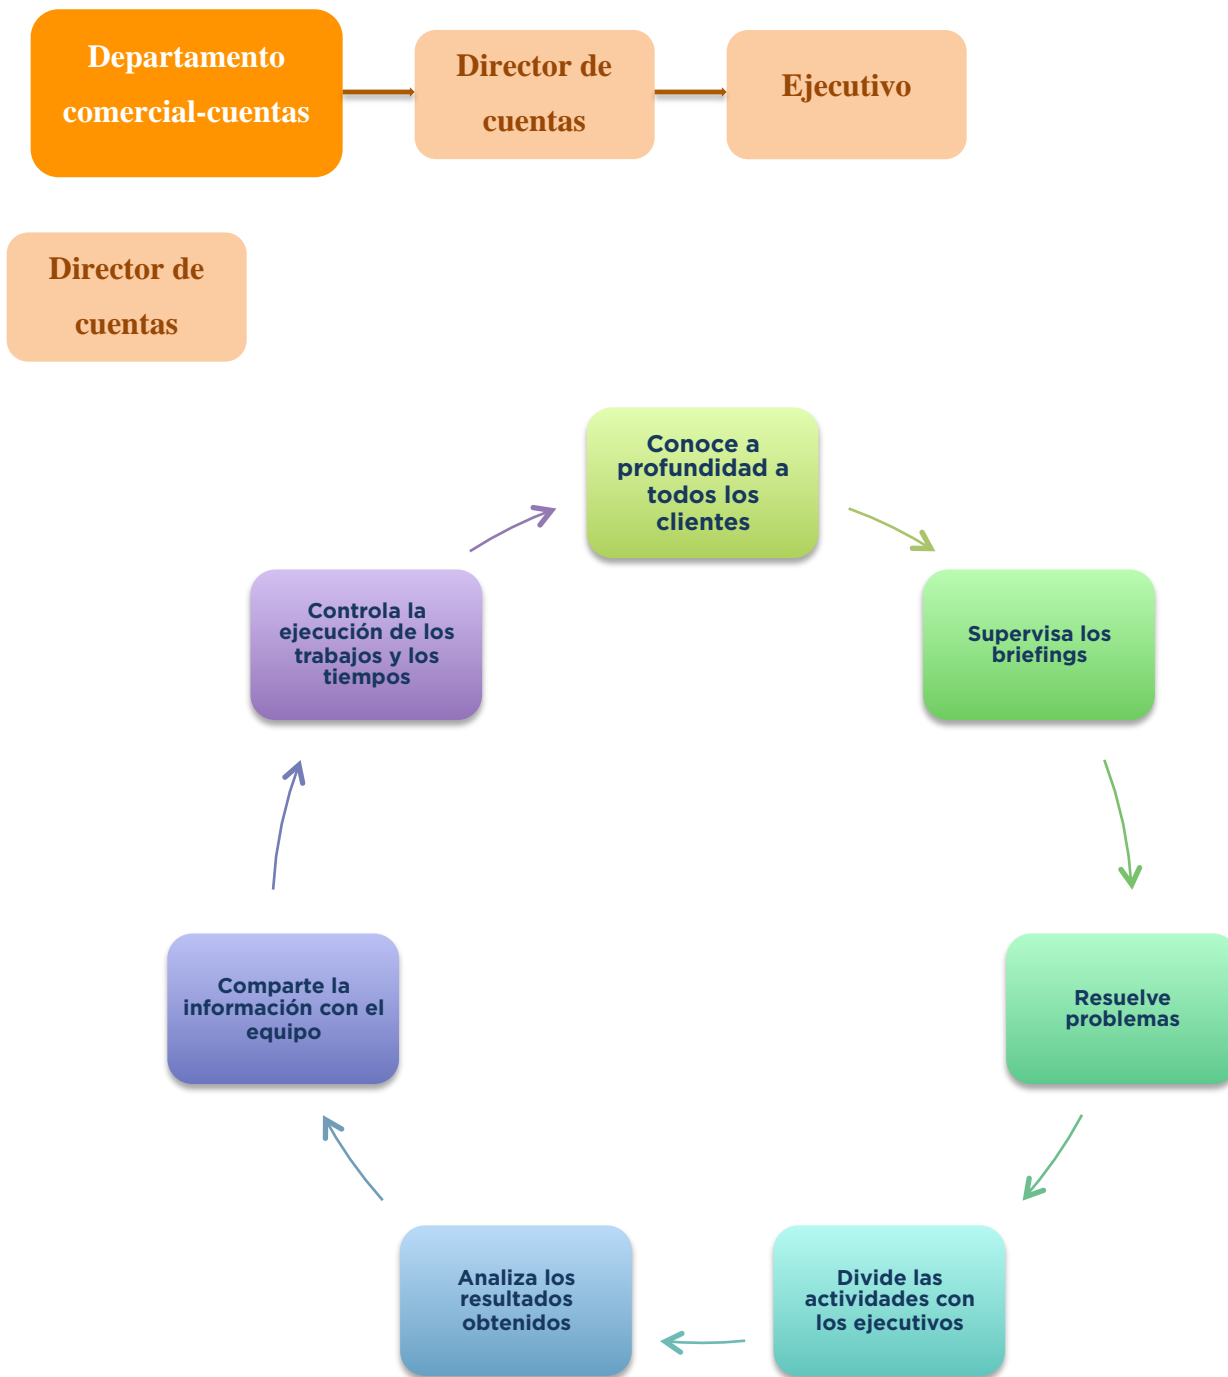 Departamento
comercial-cuentas
Director de
cuentas
Ejecutivo
Director de
cuentas
Conoce a
profundidad a
todos los
clientes
Supervisa los
briefings
Resuelve
problemas
Divide las
actividades con
los ejecutivos
Analiza los
resultados
obtenidos
Comparte la
información con el
equipo
Controla la
ejecución de los
trabajos y los
tiempos